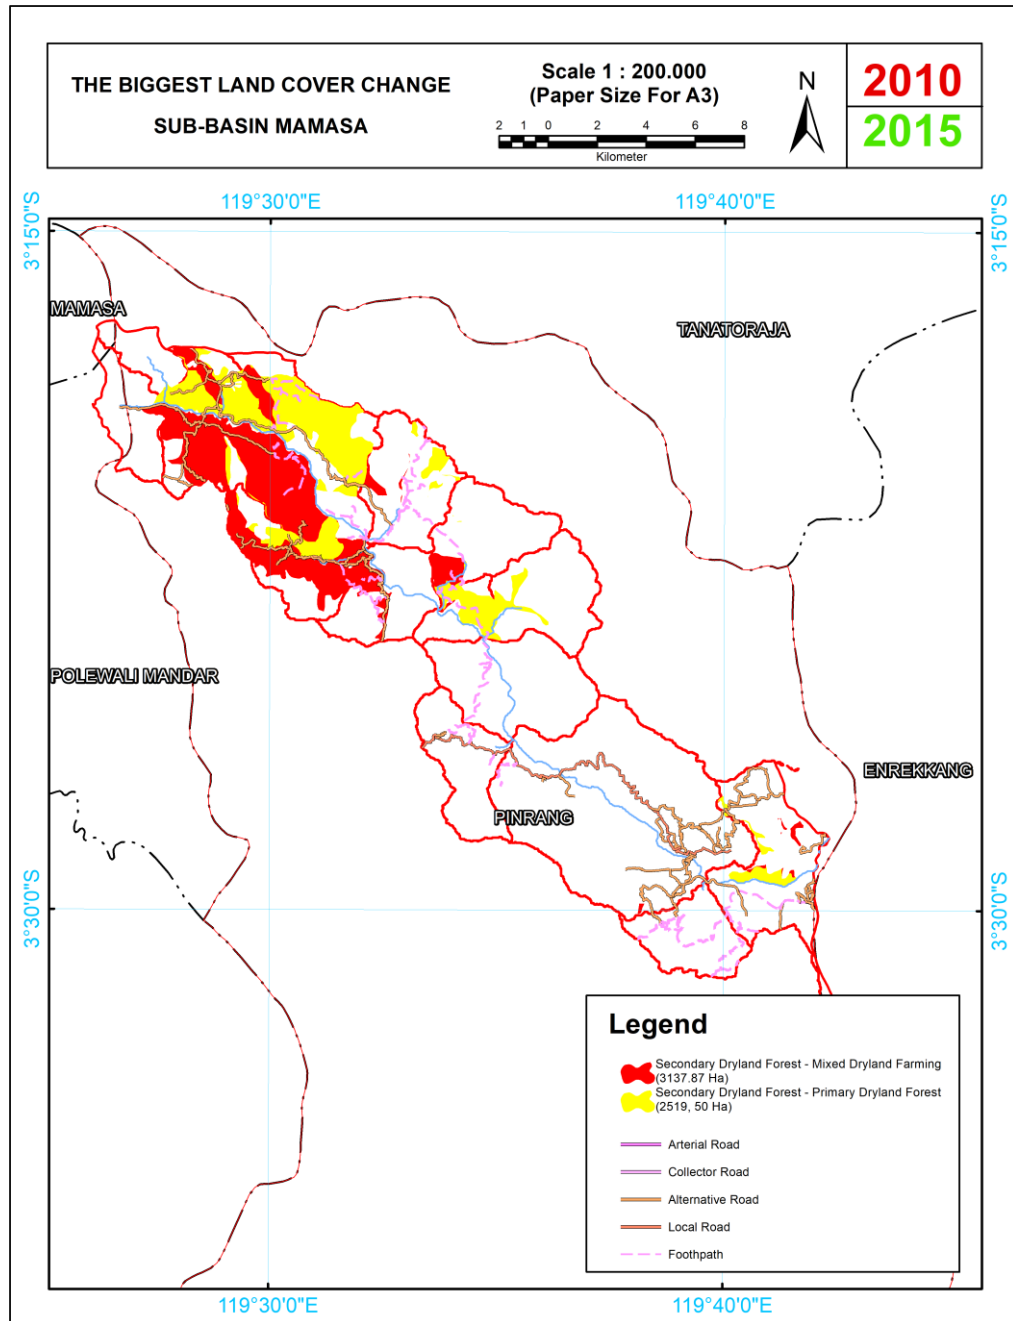 THE BIGGEST LAND COVER CHANGE
SUB-BASIN MAMASA
Scale 1 : 200.000
(Paper Size For A3)
2 1 0 2 4 6 8
Kilometer
N
2010
2015
119°30'0"E 119°40'0"E
3°15'0"S 3°15'0"S
MAMASA
TANATORAJA
POLEWALI MANDAR
ENREKKANG
PINRANG
3°30'0"S 3°30'0"S
Legend
Secondary Dryland Forest - Mixed Dryland Farming
(3137.87 Ha)
Secondary Dryland Forest - Primary Dryland Forest
(2519, 50 Ha)
Arterial Road
Collector Road
Alternative Road
Local Road
Footpath
119°30'0"E 119°40'0"E